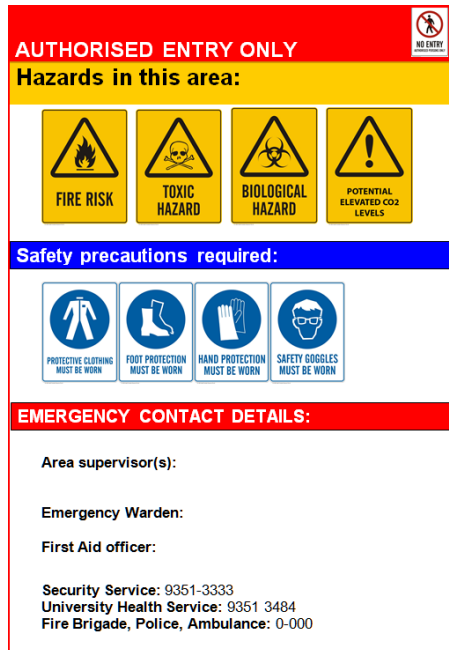 NO ENTRY
AUTHORISED PERSONS ONLY
AUTHORISED ENTRY ONLY
Hazards in this area:
FIRE RISK
TOXIC
HAZARD
BIOLOGICAL
HAZARD
POTENTIAL
ELEVATED CO2
LEVELS
Safety precautions required:
PROTECTIVE CLOTHING
MUST BE WORN
FOOT PROTECTION
MUST BE WORN
HAND PROTECTION
MUST BE WORN
SAFETY GOGGLES
MUST BE WORN
EMERGENCY CONTACT DETAILS:
Area supervisor(s):
Emergency Warden:
First Aid officer:
Security Service: 9351-3333
University Health Service: 9351 3484
Fire Brigade, Police, Ambulance: 0-000